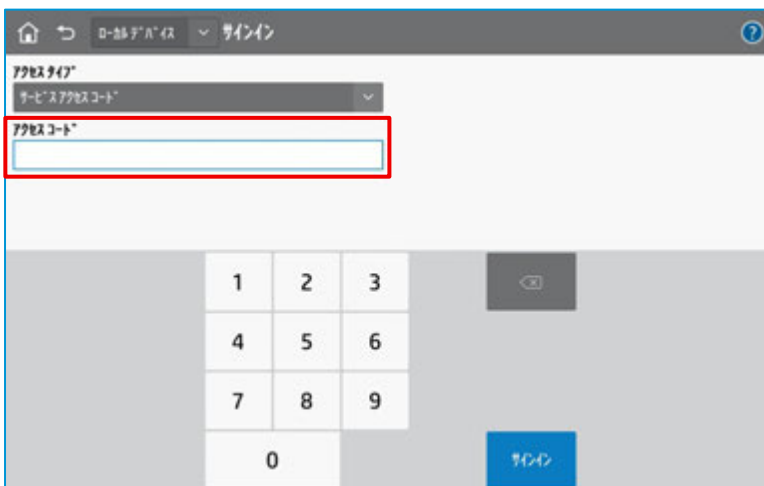 ﾛｰｶﾙ ﾃﾞﾊﾞｲｽ ｻｲﾝｲﾝ ?
ｱｸｾｽ ﾀｲﾌﾟ
ｻｰﾋﾞｽ ｱｸｾｽ ｺｰﾄﾞ
ｱｸｾｽ ｺｰﾄﾞ
1 2 3
4 5 6
7 8 9
0 ｻｲﾝｲﾝ